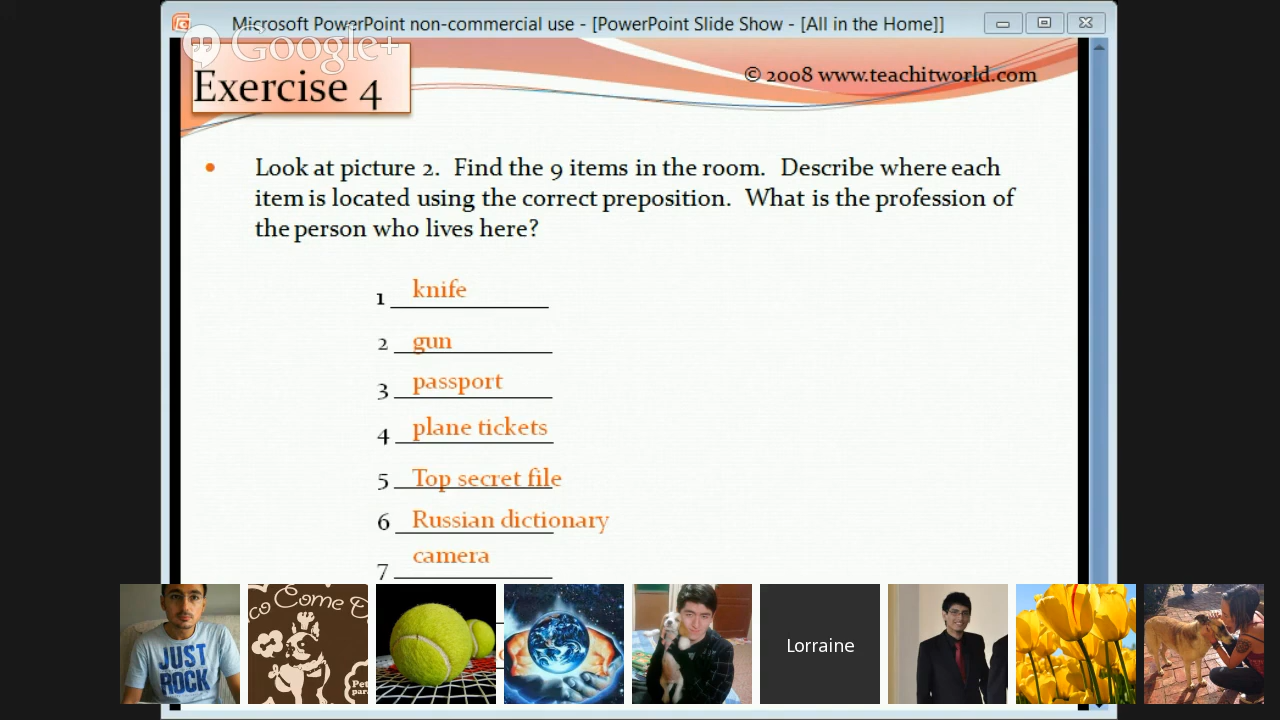 Microsoft PowerPoint non-commercial use - [PowerPoint Slide Show - [All in the Home]]
Google+
Exercise 4
© 2008 www.teachitworld.com
Look at picture 2. Find the 9 items in the room. Describe where each
item is located using the correct preposition. What is the profession of
the person who lives here?
1 knife
2 gun
3 passport
4 plane tickets
5 Top secret file
6 Russian dictionary
7 camera
JUST
ROCK
co Come
Lorraine